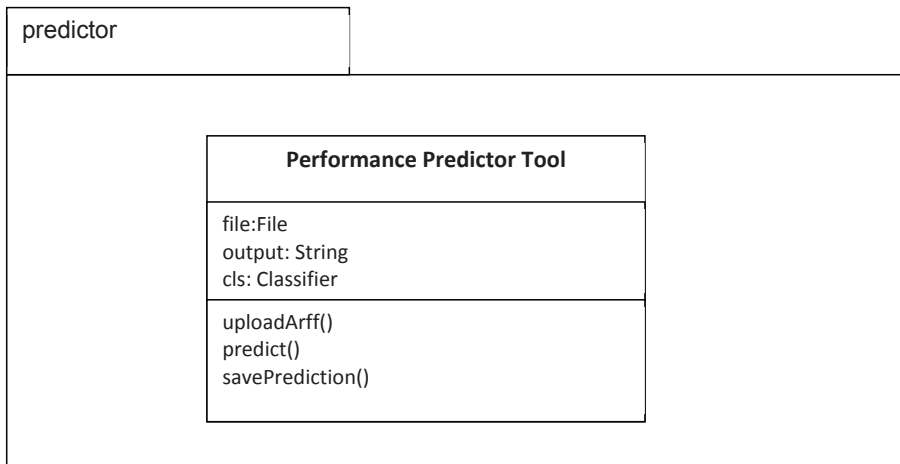 predictor
Performance Predictor Tool
file:File
output: String
cls: Classifier
uploadArff()
predict()
savePrediction()